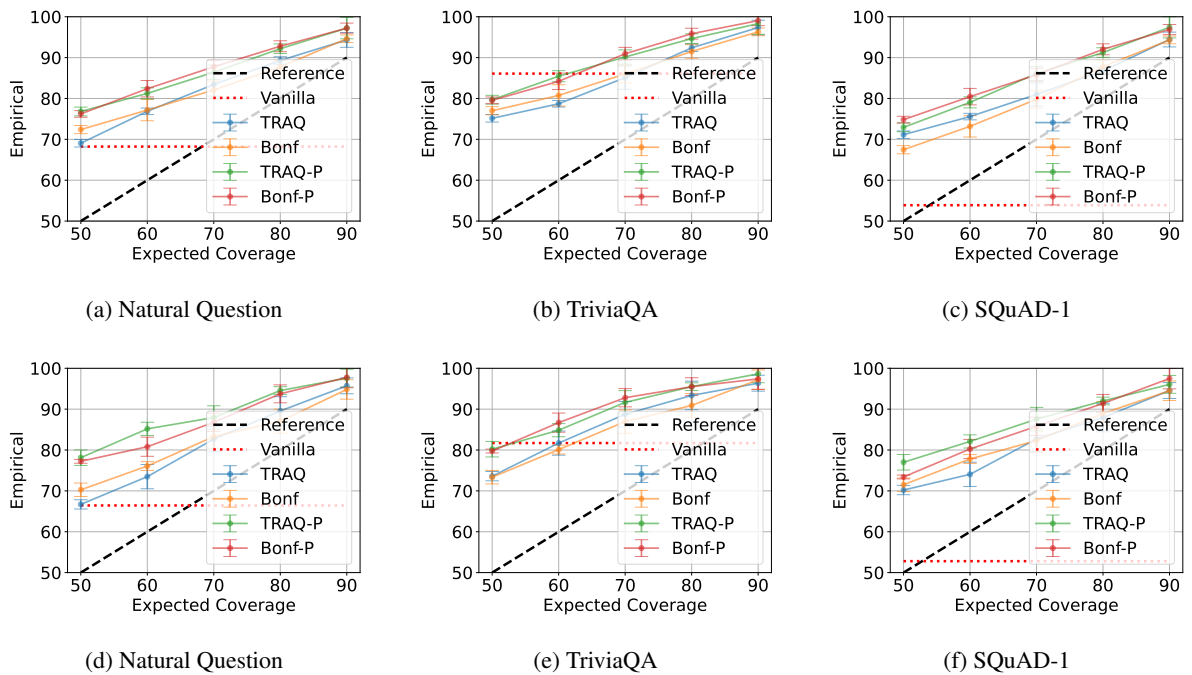 100
90
80
70
60
50
Empirical
Reference
Vanilla
TRAQ
Bonf
TRAQ-P
Bonf-P
50 60 70 80 90
Expected Coverage
(a) Natural Question
100
90
80
70
60
50
Empirical
Reference
Vanilla
TRAQ
Bonf
TRAQ-P
Bonf-P
50 60 70 80 90
Expected Coverage
(b) TriviaQA
100
90
80
70
60
50
Empirical
Reference
Vanilla
TRAQ
Bonf
TRAQ-P
Bonf-P
50 60 70 80 90
Expected Coverage
(c) SQuAD-1
100
90
80
70
60
50
Empirical
Reference
Vanilla
TRAQ
Bonf
TRAQ-P
Bonf-P
50 60 70 80 90
Expected Coverage
(d) Natural Question
100
90
80
70
60
50
Empirical
Reference
Vanilla
TRAQ
Bonf
TRAQ-P
Bonf-P
50 60 70 80 90
Expected Coverage
(e) TriviaQA
100
90
80
70
60
50
Empirical
Reference
Vanilla
TRAQ
Bonf
TRAQ-P
Bonf-P
50 60 70 80 90
Expected Coverage
(f) SQuAD-1